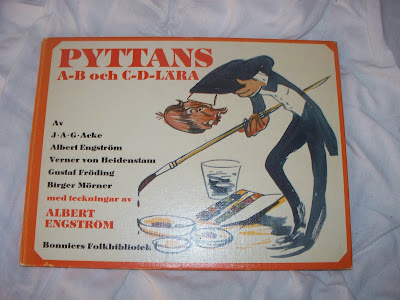 PYTTANS
A-B och C-D-LÄRA
Av
J·A·G·Acke
Albert Engström
Verner von Heidenstam
Gustaf Fröding
Birger Mörner
med teckningar av
ALBERT
ENGSTRÖM
Bonniers Folkbibliotek